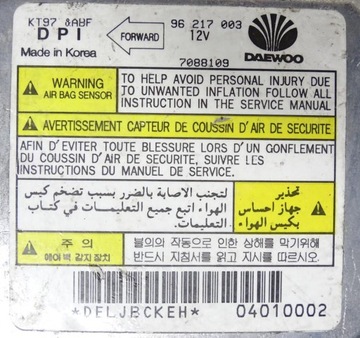 KT97 8ABF
DPI
Made in Korea
FORWARD
96 217 003
12V
DAEWOO
7088109
WARNING
AIR BAG SENSOR
TO HELP AVOID PERSONAL INJURY DUE
TO UNWANTED INFLATION FOLLOW ALL
INSTRUCTION IN THE SERVICE MANUAL
AVERTISSEMENT CAPTEUR DE COUSSIN D'AIR DE SECURITE
AFIN D'EVITER TOUTE BLESSURE LORS D'UN GONFLEMENT
DU COUSSIN D'AIR DE SECURITE, SUIVRE LES
INSTRUCTIONS DU MANUEL DE SERVICE.
تحذير
جهاز احساس
بكيس الهواء
لتجنب الاصابة بالضرر بسبب تضخم كيس
الهواء اتبع جميع التعليمات في كتاب
التعليمات.
주 의
에어백 감지 장치
불의의 작동으로 인한 상해를 막기위해
반드시 지침서를 읽고 지시를 따르시오.
*DFLJBCKEH*
04010002